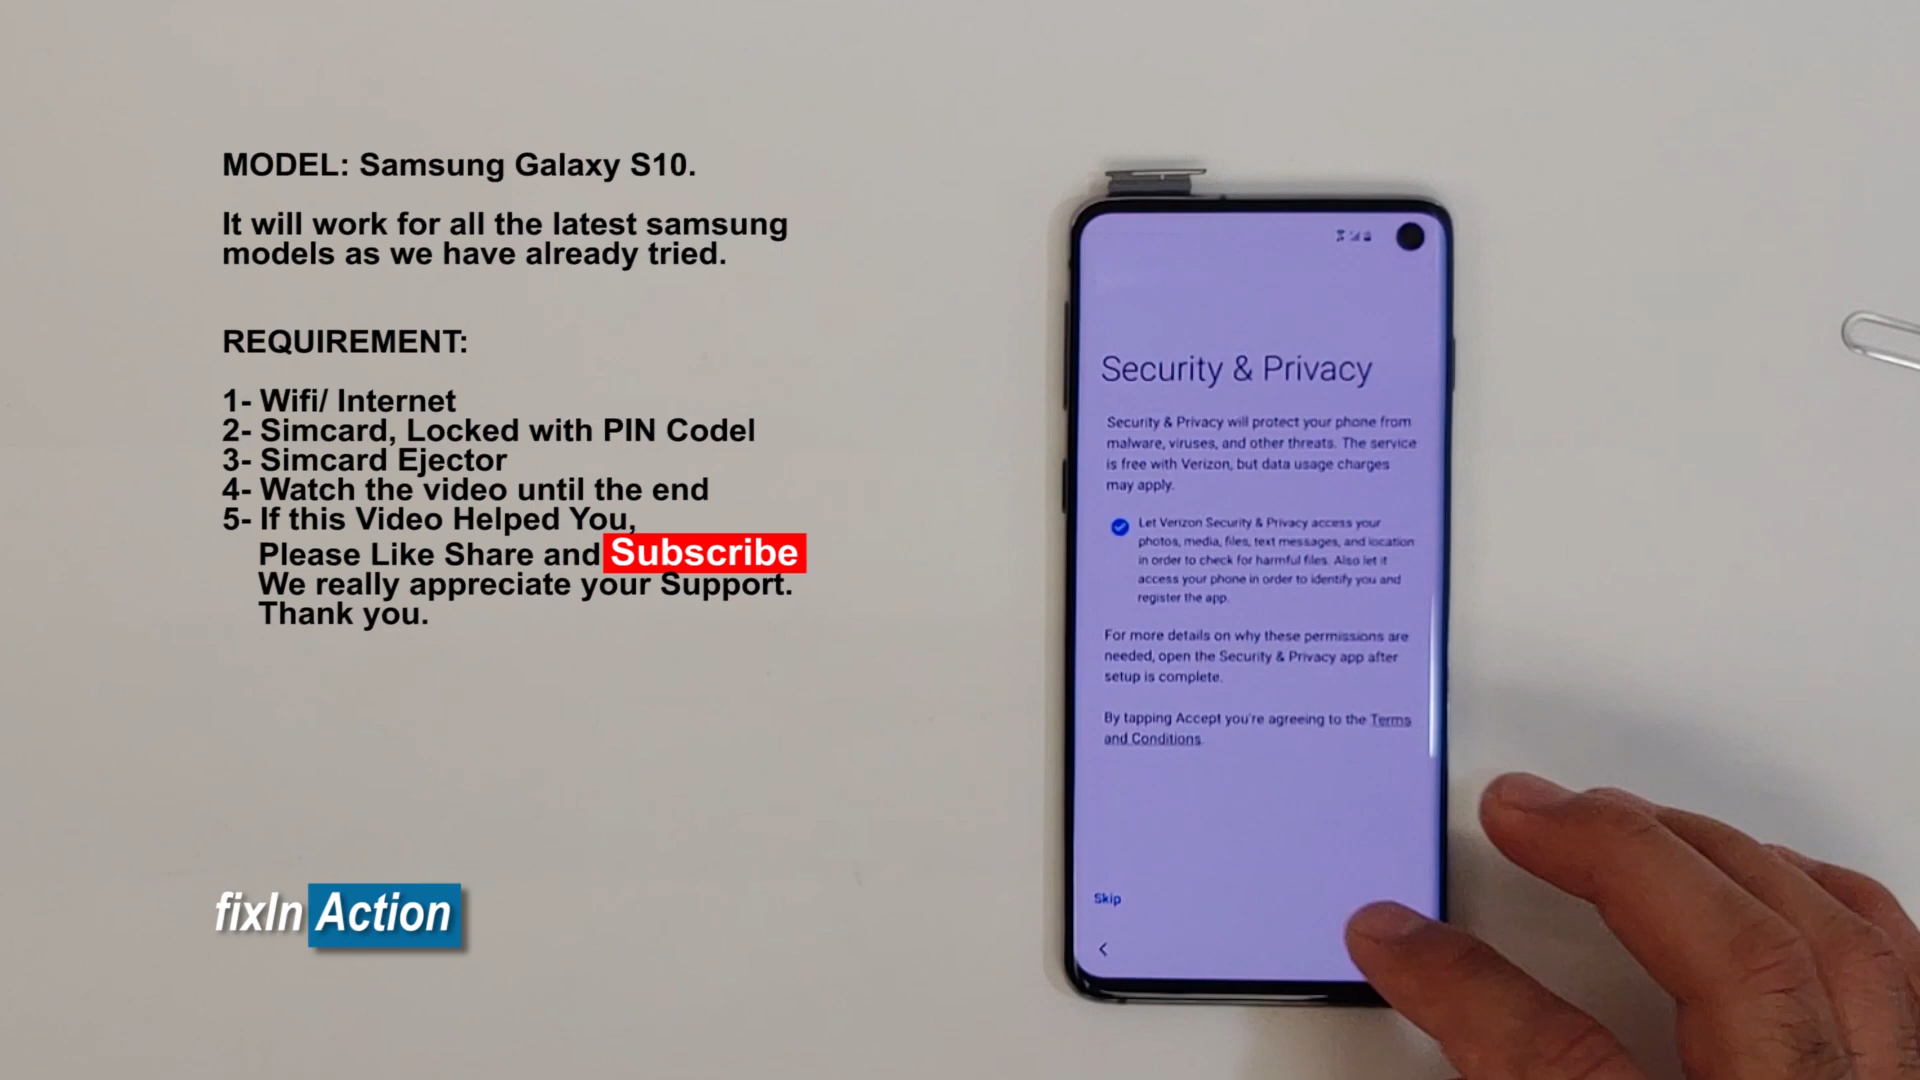 MODEL: Samsung Galaxy S10.
It will work for all the latest samsung
models as we have already tried.
REQUIREMENT:
1- Wifi/ Internet
2- Simcard, Locked with PIN Codel
3- Simcard Ejector
4- Watch the video until the end
5- If this Video Helped You,
Please Like Share and Subscribe
We really appreciate your Support.
Thank you.
fixIn Action
Security & Privacy
Security & Privacy will protect your phone from
malware, viruses, and other threats. The service
is free with Verizon, but data usage charges
may apply.
Let Verizon Security & Privacy access your
photos, media, files, text messages, and location
in order to check for harmful files. Also let it
access your phone in order to identify you and
register the app.
For more details on why these permissions are
needed, open the Security & Privacy app after
setup is complete.
By tapping Accept you're agreeing to the Terms
and Conditions.
Skip